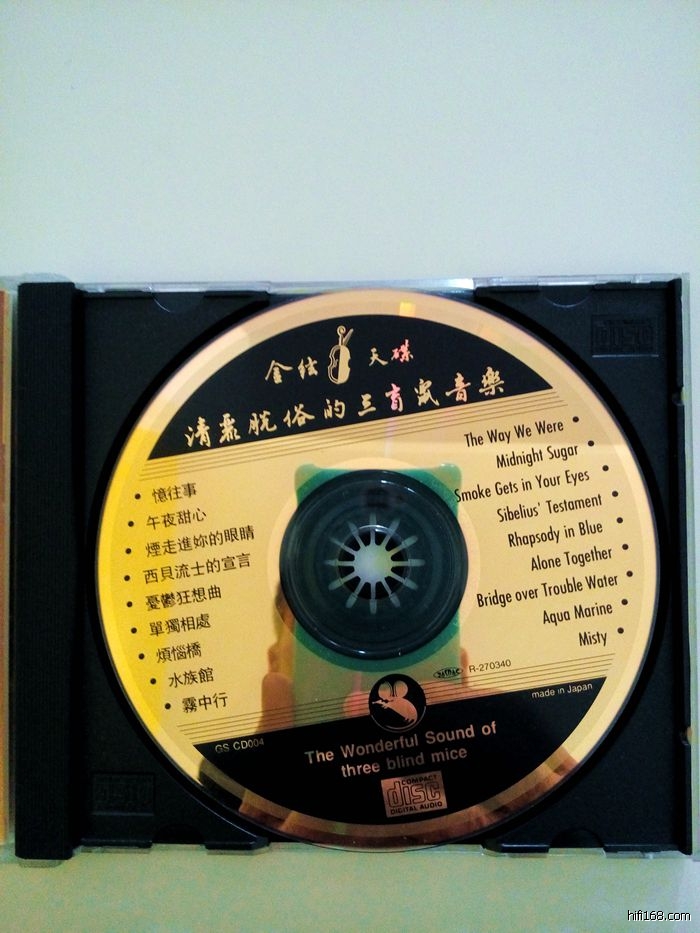 金弦 天碟
清裠脫俗的三盲鼠音樂
• 憶往事
• 午夜甜心
• 煙走進妳的眼睛
• 西貝流士的宣言
• 憂鬱狂想曲
• 單獨相處
• 煩惱橋
• 水族館
• 霧中行
The Way We Were •
Midnight Sugar •
Smoke Gets in Your Eyes •
Sibelius' Testament •
Rhapsody in Blue •
Alone Together •
Bridge over Trouble Water •
Aqua Marine •
Misty •
R-270340
made in Japan
GS CD004
The Wonderful Sound of
three blind mice
COMPACT
disc
DIGITAL AUDIO
hifi168.com